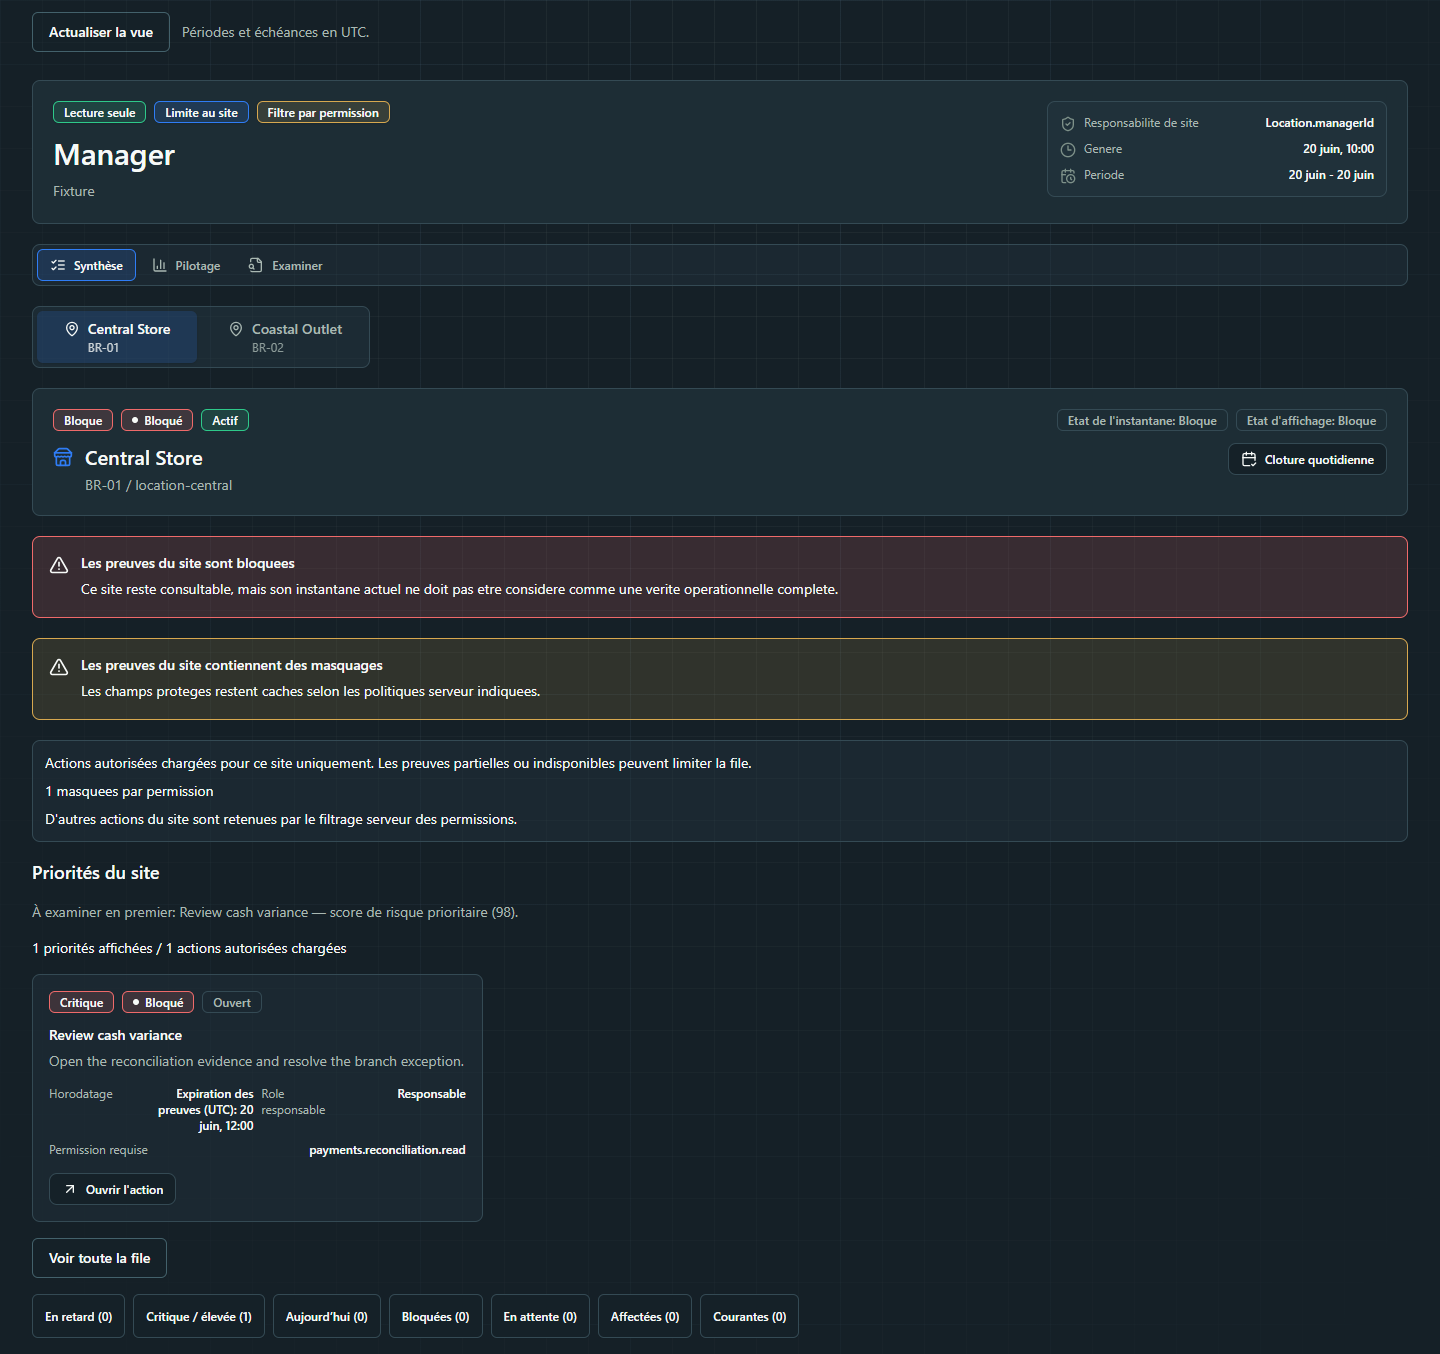 Actualiser la vue
Périodes et échéances en UTC.
Lecture seule
Limite au site
Filtre par permission
Manager
Fixture
Responsabilite de site
Location.managerId
Genere
20 juin, 10:00
Periode
20 juin - 20 juin
Synthèse
Pilotage
Examiner
Central Store
BR-01
Coastal Outlet
BR-02
Bloque
Bloqué
Actif
Etat de l'instantane: Bloque
Etat d'affichage: Bloque
Central Store
BR-01 / location-central
Cloture quotidienne
Les preuves du site sont bloquees
Ce site reste consultable, mais son instantane actuel ne doit pas etre considere comme une verite operationnelle complete.
Les preuves du site contiennent des masquages
Les champs proteges restent caches selon les politiques serveur indiquees.
Actions autorisées chargées pour ce site uniquement. Les preuves partielles ou indisponibles peuvent limiter la file.
1 masquees par permission
D'autres actions du site sont retenues par le filtrage serveur des permissions.
Priorités du site
À examiner en premier: Review cash variance — score de risque prioritaire (98).
1 priorités affichées / 1 actions autorisées chargées
Critique
Bloqué
Ouvert
Review cash variance
Open the reconciliation evidence and resolve the branch exception.
Horodatage
Expiration des
preuves (UTC): 20
juin, 12:00
Role
responsable
Responsable
Permission requise
payments.reconciliation.read
Ouvrir l'action
Voir toute la file
En retard (0)
Critique / élevée (1)
Aujourd’hui (0)
Bloquées (0)
En attente (0)
Affectées (0)
Courantes (0)